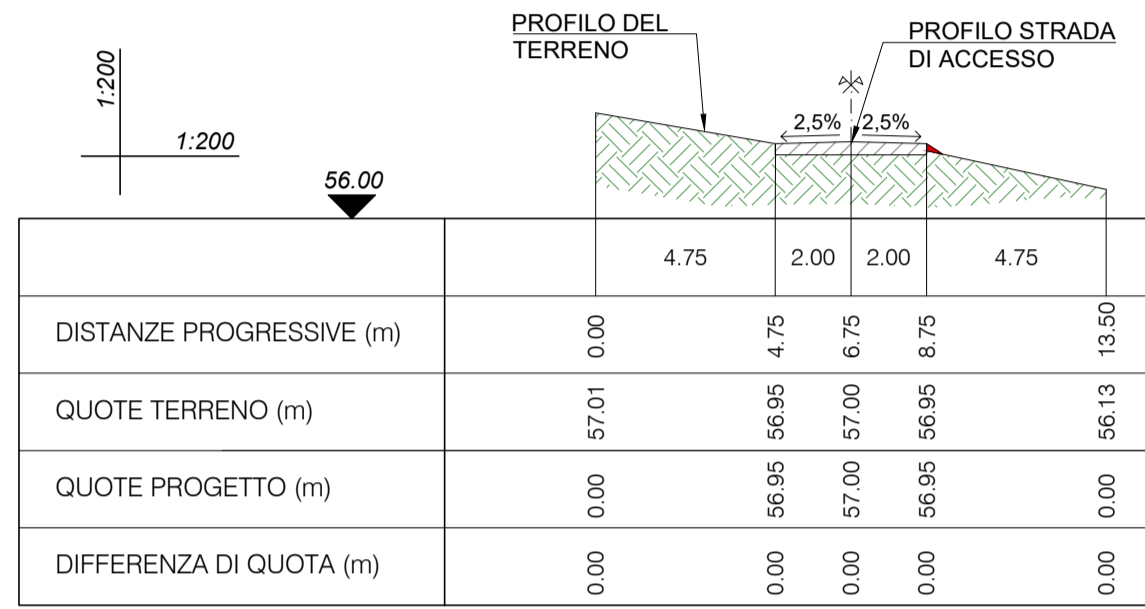 PROFILO DEL
TERRENO
PROFILO STRADA
DI ACCESSO
1:200
1:200
2,5% 2,5%
56.00
4.75 2.00 2.00 4.75
DISTANZE PROGRESSIVE (m) 0.00 4.75 6.75 8.75 13.50
QUOTE TERRENO (m) 57.01 56.95 57.00 56.95 56.13
QUOTE PROGETTO (m) 0.00 56.95 57.00 56.95 0.00
DIFFERENZA DI QUOTA (m) 0.00 0.00 0.00 0.00 0.00